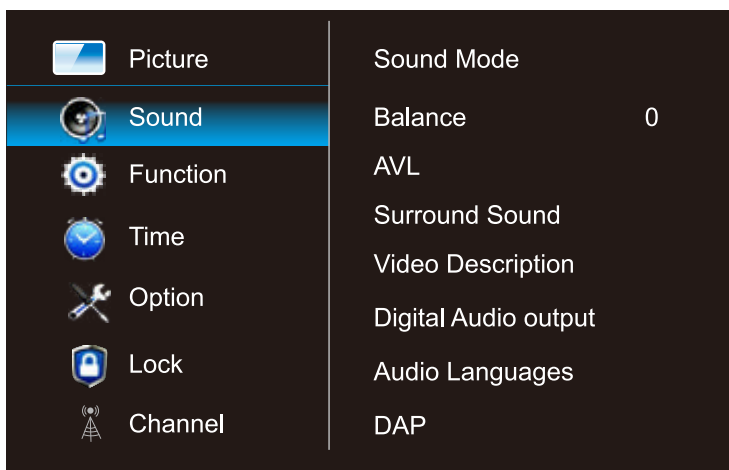 Picture
Sound
Function
Time
Option
Lock
Channel
Sound Mode
Balance 0
AVL
Surround Sound
Video Description
Digital Audio output
Audio Languages
DAP